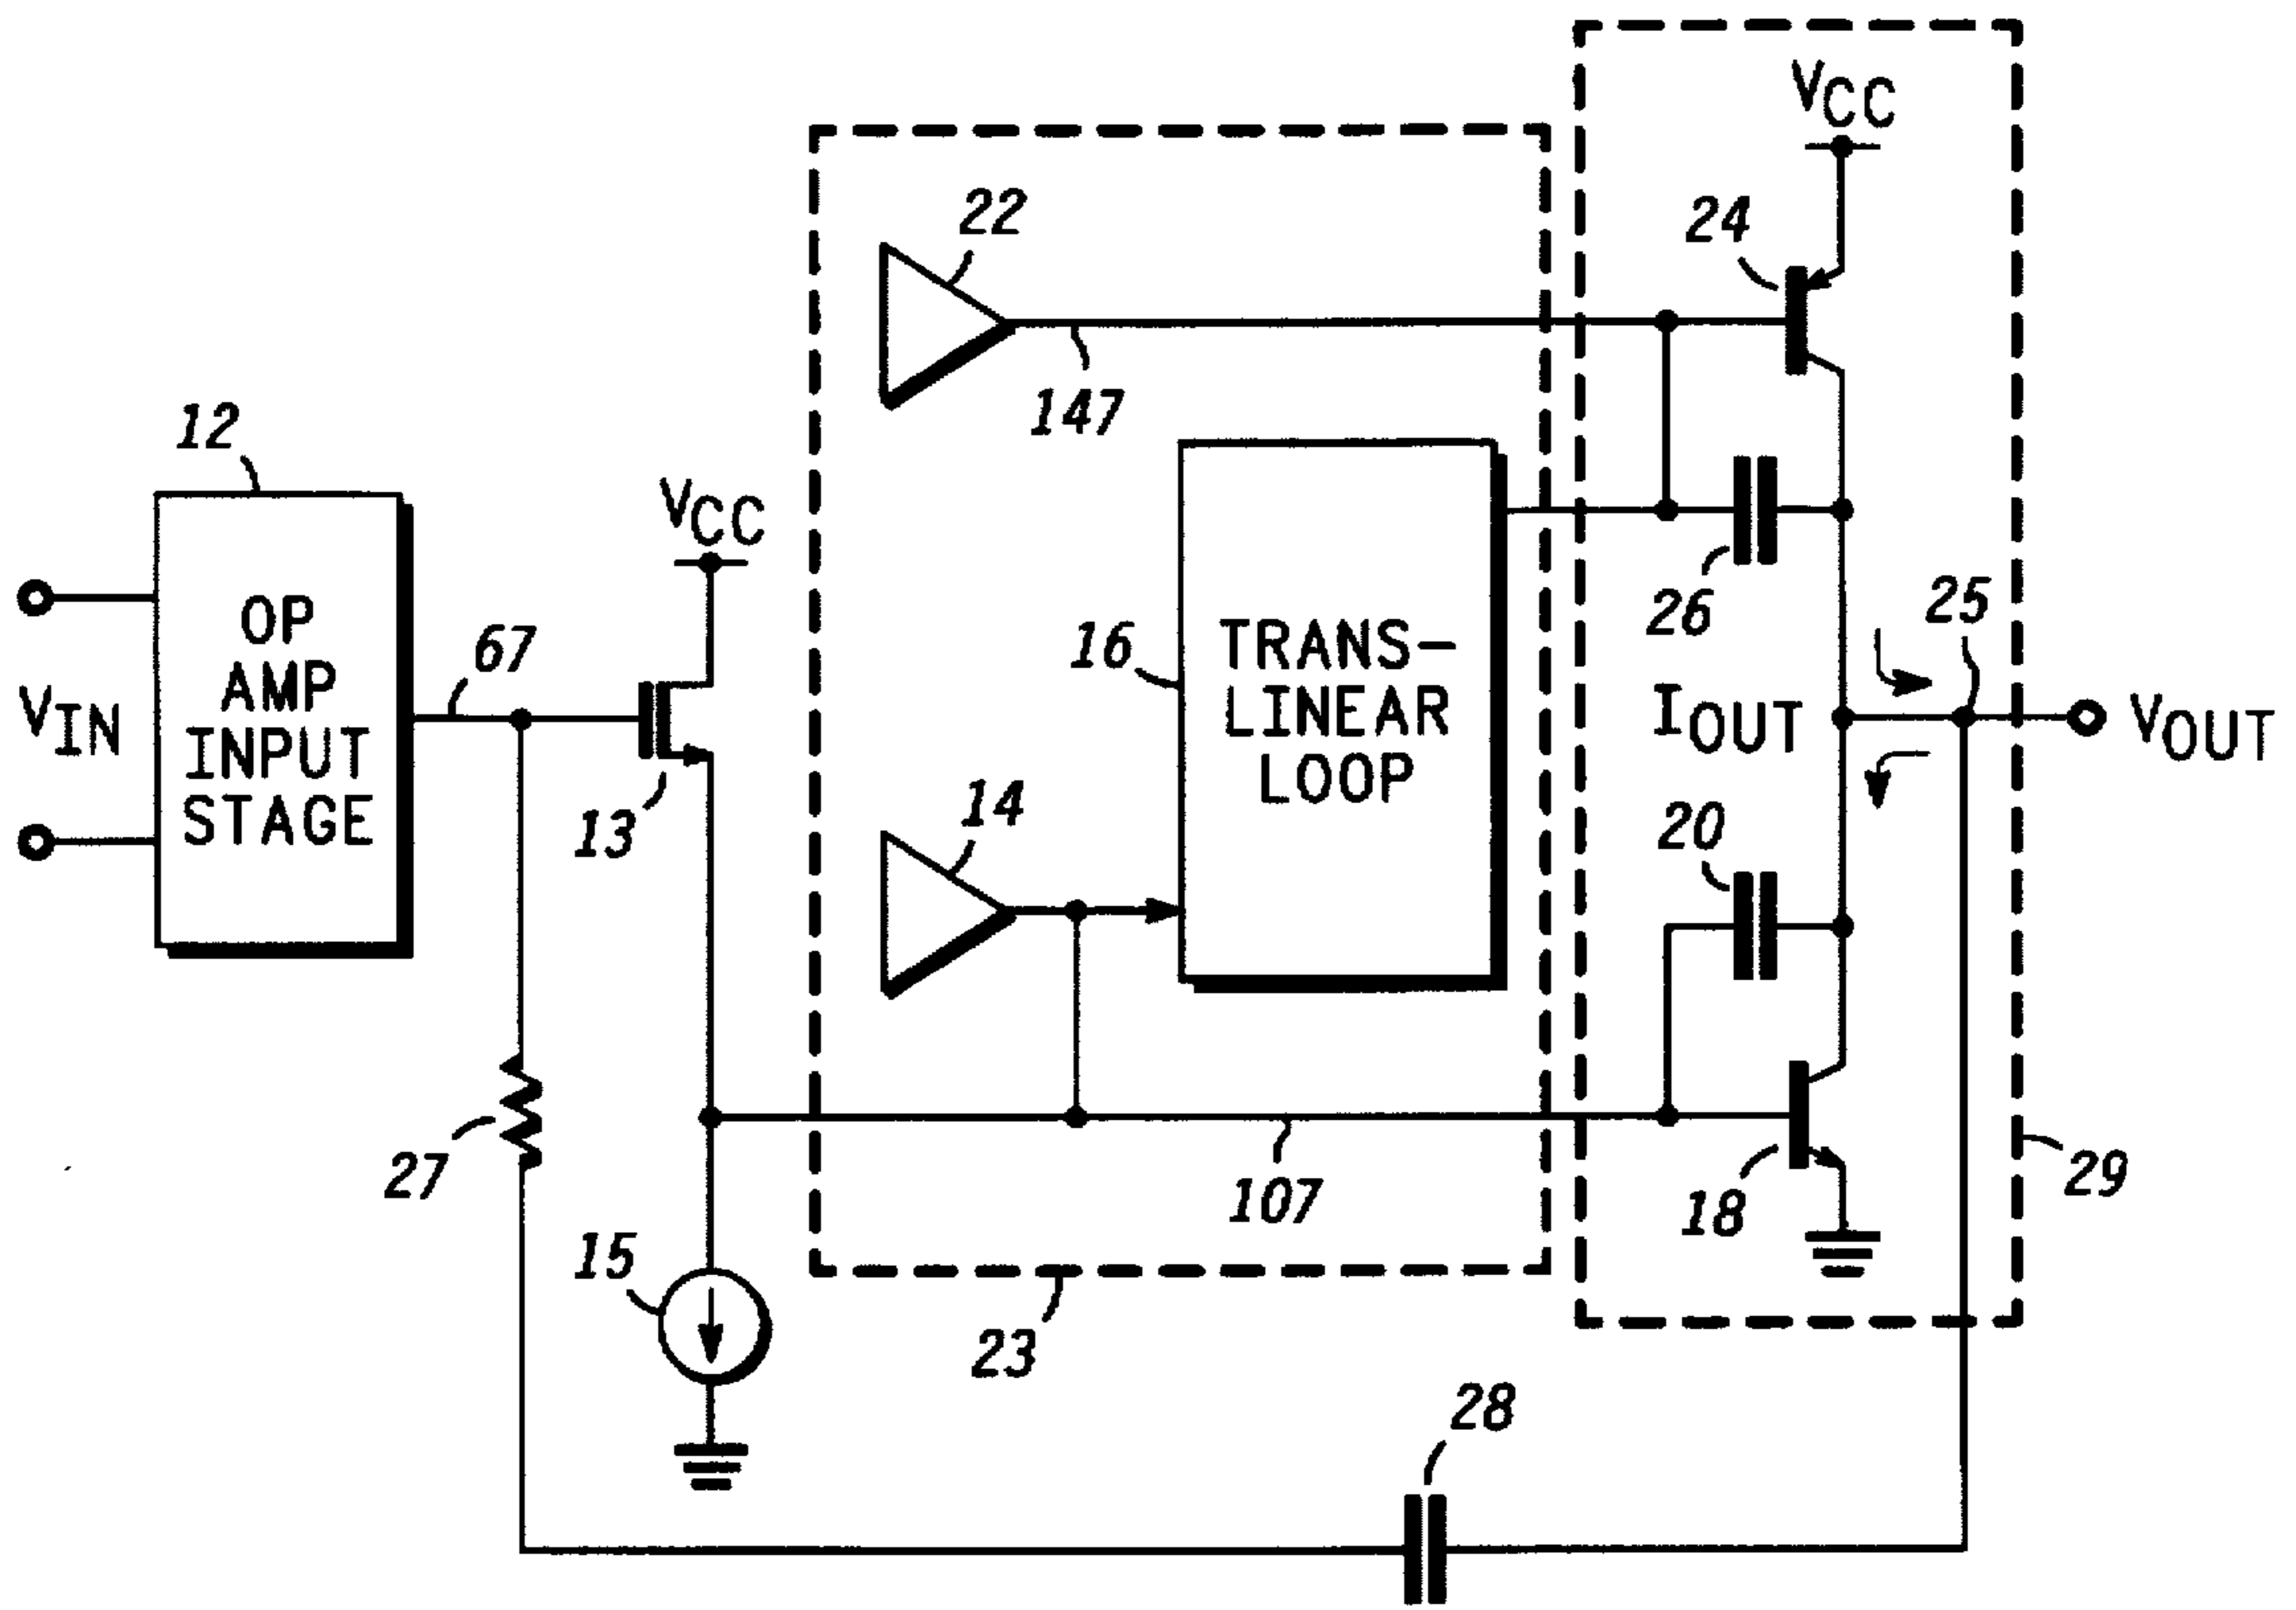 VCC
22
24
147
12
VCC
OP
AMP
INPUT
STAGE
67
VIN
13
16
TRANS-
LINEAR
LOOP
26
25
IOUT
VOUT
14
20
27
107
18
29
15
23
28